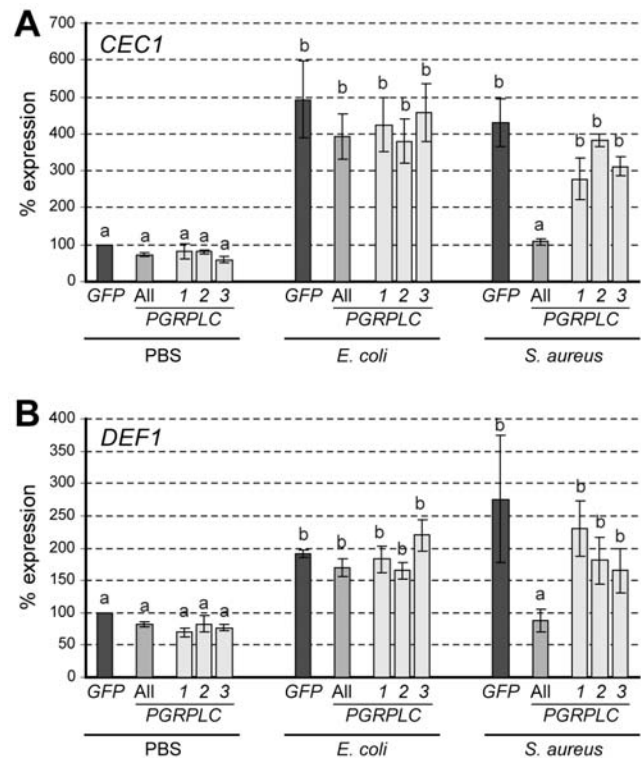 A
CEC1
700
600
500
400
300
200
100
0
% expression
a a a a a
b b b b b
b a b b b
GFP All 1 2 3 GFP All 1 2 3 GFP All 1 2 3
PGRPLC PGRPLC PGRPLC
PBS E. coli S. aureus
B
DEF1
400
350
300
250
200
150
100
50
0
% expression
a a a a a
b b b b b
b a b b b
GFP All 1 2 3 GFP All 1 2 3 GFP All 1 2 3
PGRPLC PGRPLC PGRPLC
PBS E. coli S. aureus